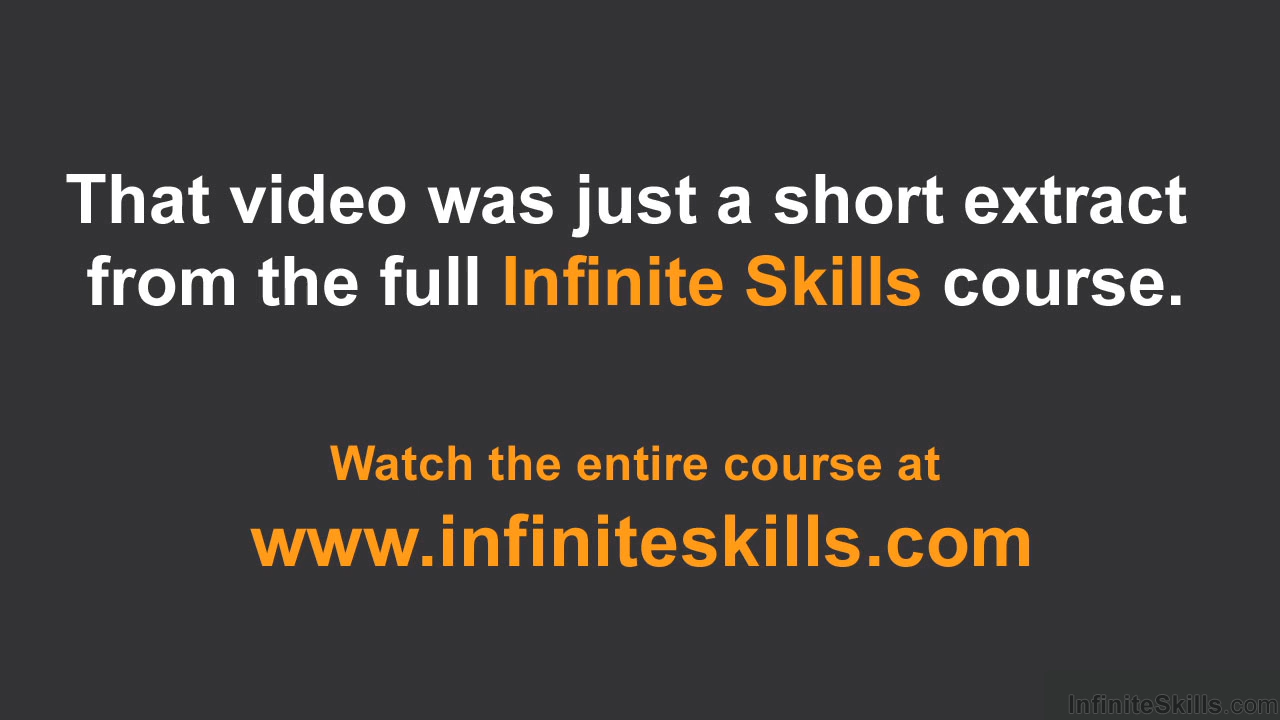 That video was just a short extract
from the full Infinite Skills course.
Watch the entire course at
www.infiniteskills.com
InfiniteSkills.com